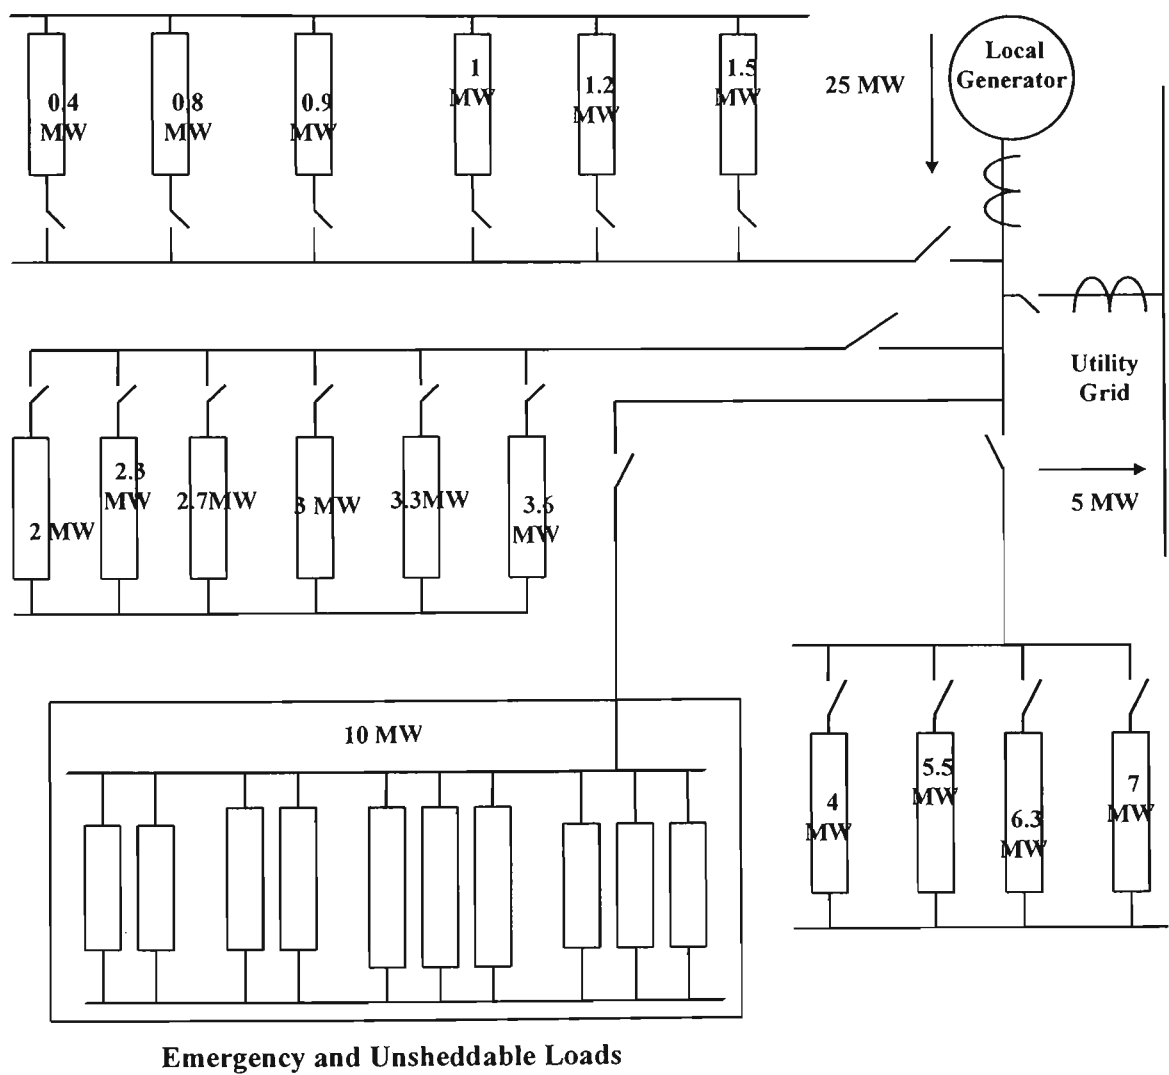 Local
Generator
25 MW
0.4
MW
0.8
MW
0.9
MW
1
MW
1.2
MW
1.5
MW
Utility
Grid
5 MW
2 MW
2.3
MW
2.7MW
3 MW
3.3MW
3.6
MW
10 MW
4
MW
5.5
MW
6.3
MW
7
MW
Emergency and Unsheddable Loads